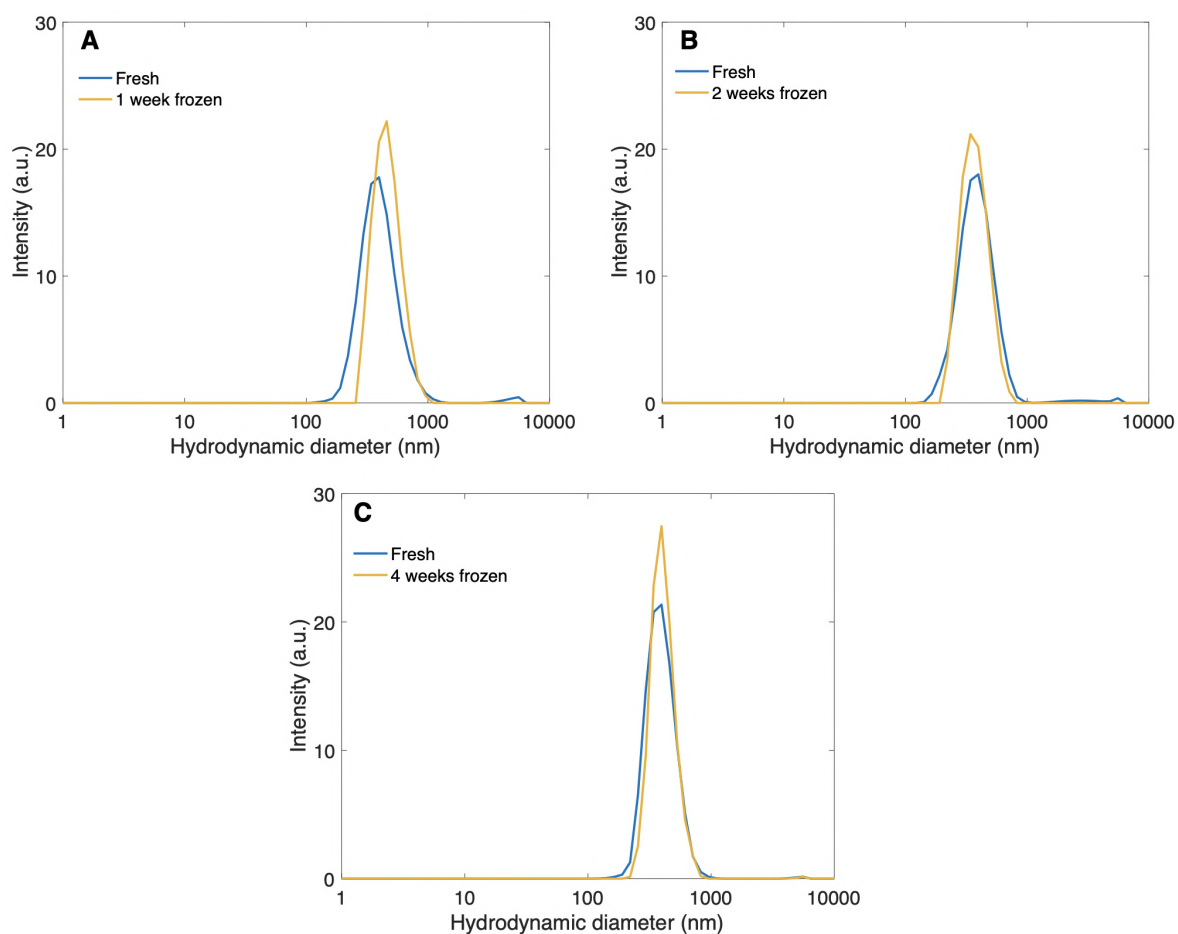 A
Fresh
1 week frozen
Intensity (a.u.)
30
20
10
0
1 10 100 1000 10000
Hydrodynamic diameter (nm)
B
Fresh
2 weeks frozen
Intensity (a.u.)
30
20
10
0
1 10 100 1000 10000
Hydrodynamic diameter (nm)
C
Fresh
4 weeks frozen
Intensity (a.u.)
30
20
10
0
1 10 100 1000 10000
Hydrodynamic diameter (nm)